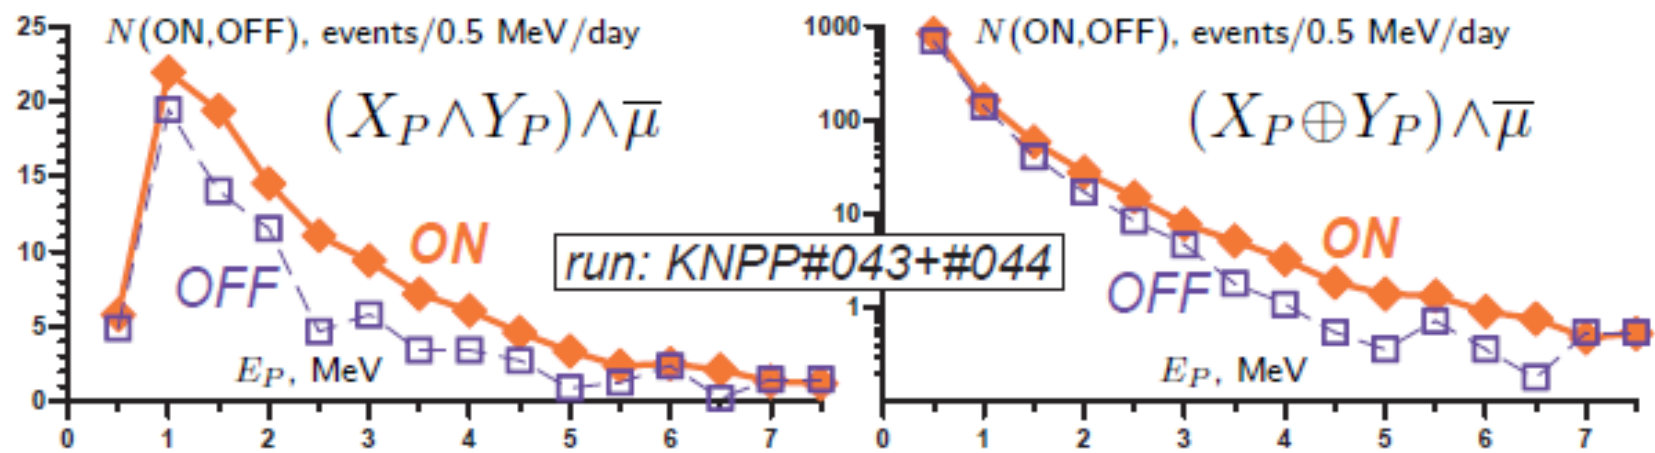 N(ON,OFF), events/0.5 MeV/day
(X_P∧Y_P)∧μ̅
25
20
15
10
5
0
ON
OFF
E_P, MeV
0 1 2 3 4 5 6 7
run: KNPP#043+#044
N(ON,OFF), events/0.5 MeV/day
(X_P⊕Y_P)∧μ̅
1000
100
10
1
ON
OFF
E_P, MeV
0 1 2 3 4 5 6 7